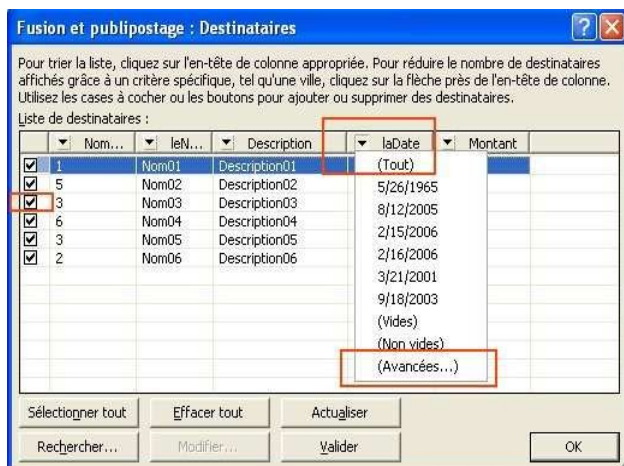 Fusion et publipostage : Destinataires
Pour trier la liste, cliquez sur l'en-tête de colonne appropriée. Pour réduire le nombre de destinataires
affichés grâce à un critère spécifique, tel qu'une ville, cliquez sur la flèche près de l'en-tête de colonne.
Utilisez les cases à cocher ou les boutons pour ajouter ou supprimer des destinataires.
Liste de destinataires :
Nom... leN... Description laDate Montant
1 Nom01 Description01 (Tout)
5 Nom02 Description02 5/26/1965
3 Nom03 Description03 8/12/2005
6 Nom04 Description04 2/15/2006
3 Nom05 Description05 2/16/2006
2 Nom06 Description06 3/21/2001
9/18/2003
(Vides)
(Non vides)
(Avancées...)
Sélectionner tout Effacer tout Actualiser
Rechercher... Modifier... Valider OK